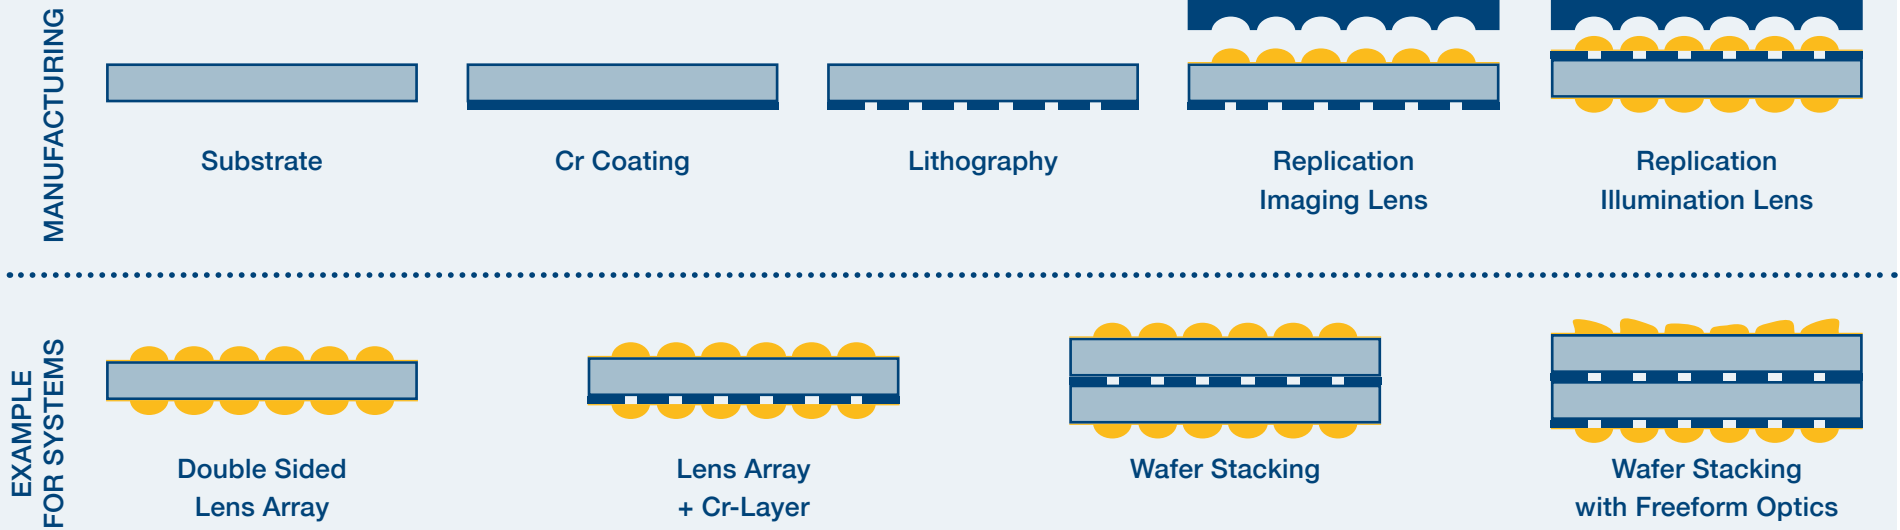 MANUFACTURING
Substrate
Cr Coating
Lithography
Replication
Imaging Lens
Replication
Illumination Lens
EXAMPLE
FOR SYSTEMS
Double Sided
Lens Array
Lens Array
+ Cr-Layer
Wafer Stacking
Wafer Stacking
with Freeform Optics